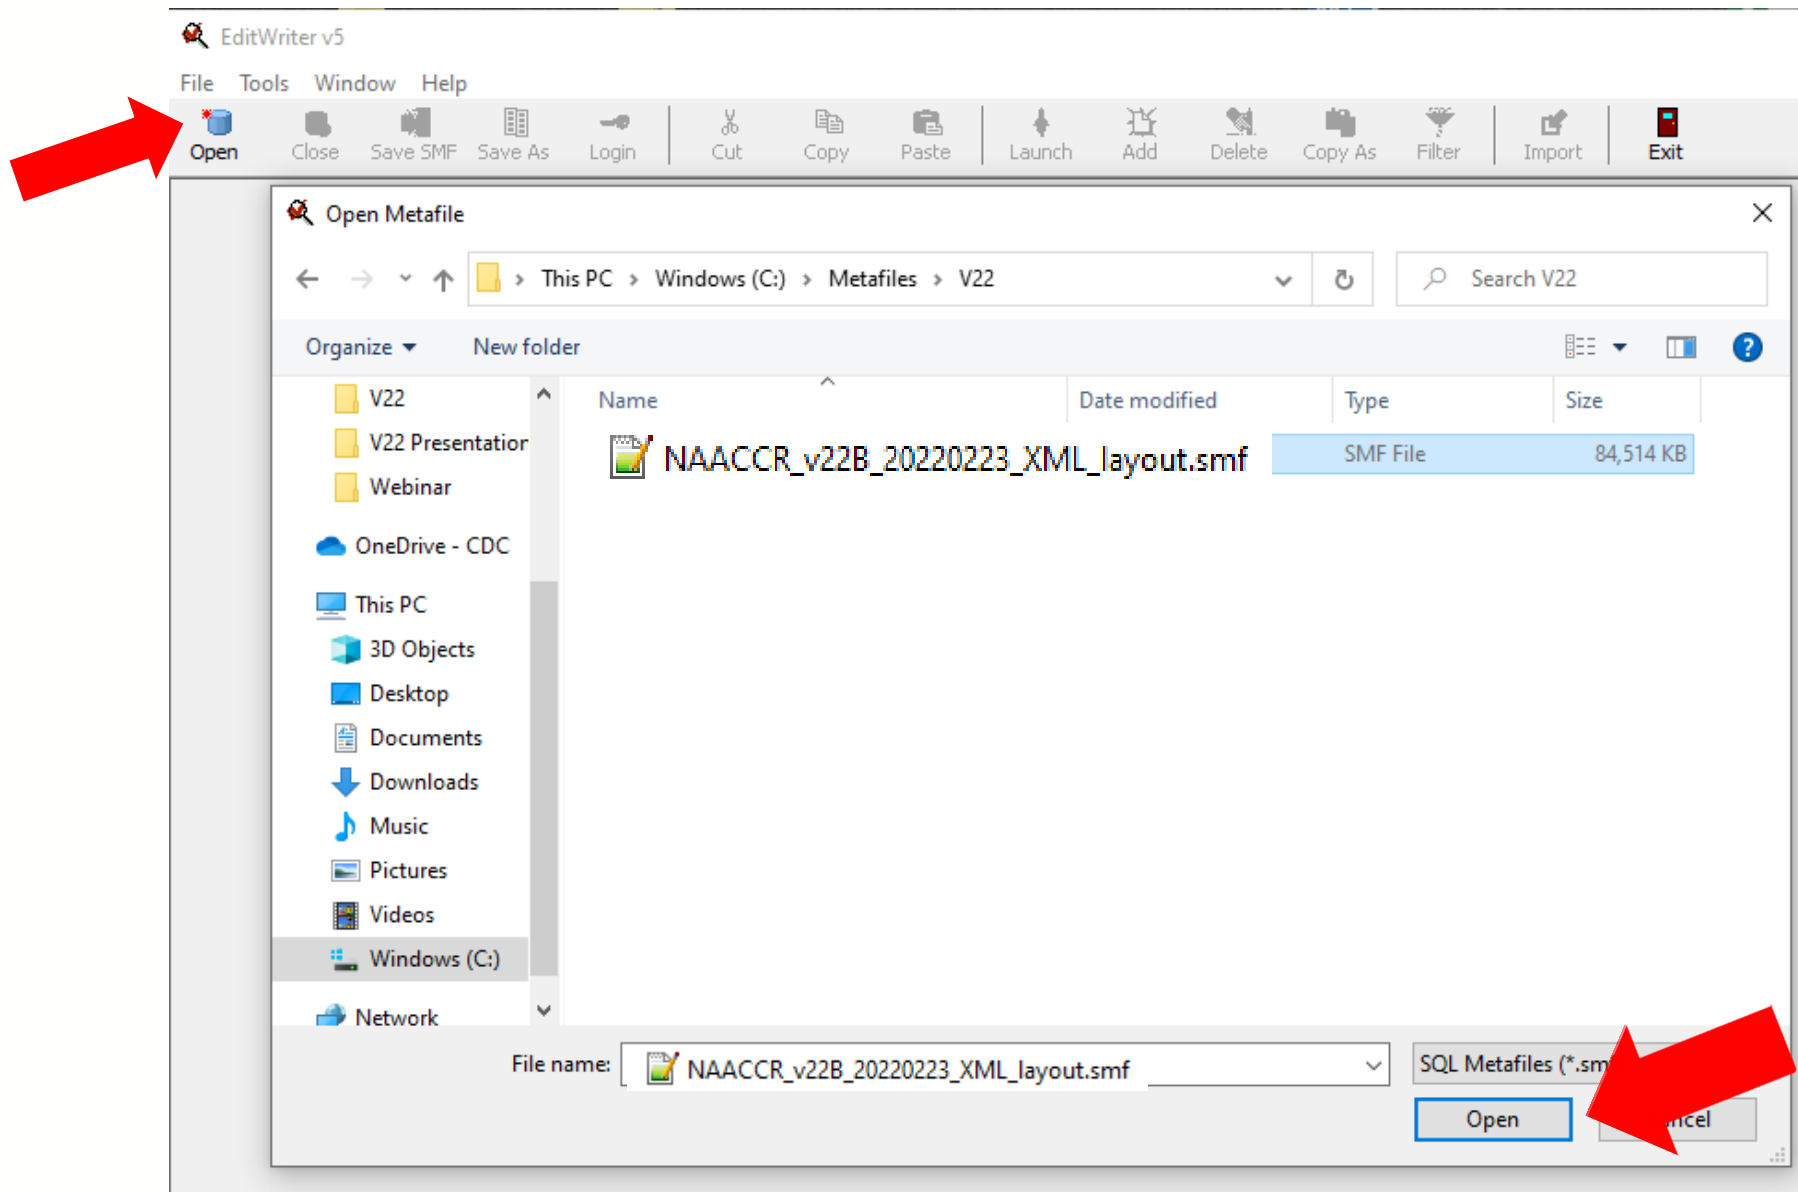 EditWriter v5
File Tools Window Help
Open Close Save SMF Save As Login Cut Copy Paste Launch Add Delete Copy As Filter Import Exit
Open Metafile
This PC > Windows (C:) > Metafiles > V22
Search V22
Organize New folder
Name Date modified Type Size
V22
V22 Presentation
Webinar
OneDrive - CDC
This PC
3D Objects
Desktop
Documents
Downloads
Music
Pictures
Videos
Windows (C:)
Network
NAACCR_v22B_20220223_XML_layout.smf SMF File 84,514 KB
File name: NAACCR_v22B_20220223_XML_layout.smf SQL Metafiles (*.sm
Open ncel